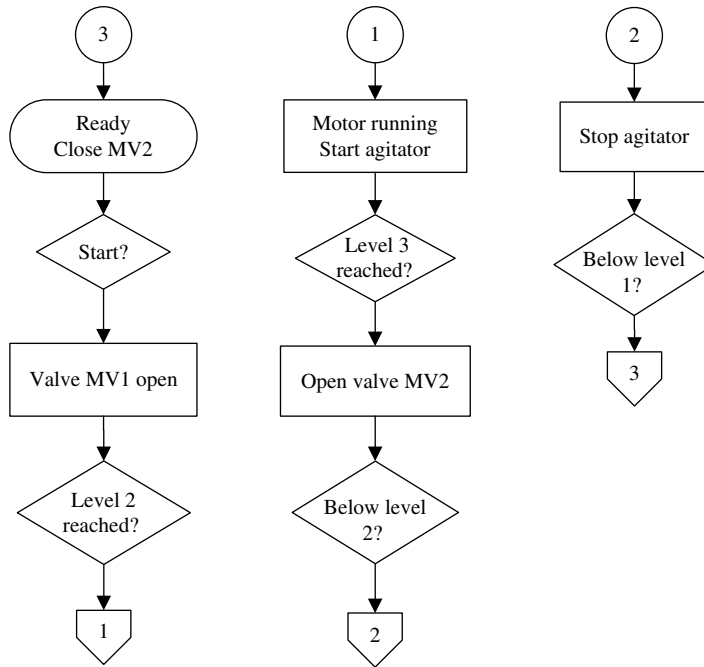 3
Ready
Close MV2
Start?
Valve MV1 open
Level 2
reached?
1
1
Motor running
Start agitator
Level 3
reached?
Open valve MV2
Below level
2?
2
2
Stop agitator
Below level
1?
3